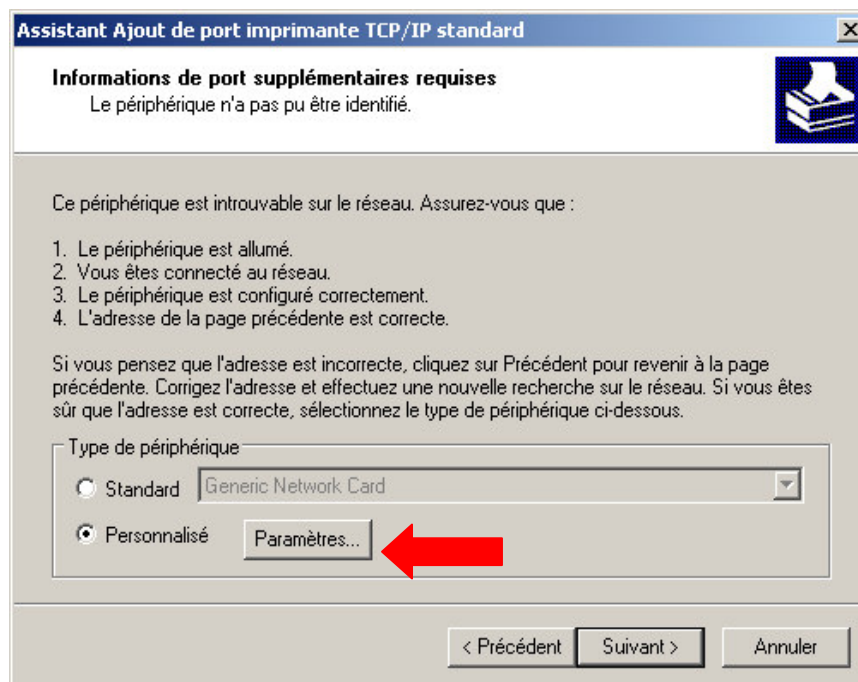 Assistant Ajout de port imprimante TCP/IP standard
Informations de port supplémentaires requises
Le périphérique n'a pas pu être identifié.
Ce périphérique est introuvable sur le réseau. Assurez-vous que :
1. Le périphérique est allumé.
2. Vous êtes connecté au réseau.
3. Le périphérique est configuré correctement.
4. L'adresse de la page précédente est correcte.
Si vous pensez que l'adresse est incorrecte, cliquez sur Précédent pour revenir à la page
précédente. Corrigez l'adresse et effectuez une nouvelle recherche sur le réseau. Si vous êtes
sûr que l'adresse est correcte, sélectionnez le type de périphérique ci-dessous.
Type de périphérique
Standard Generic Network Card
Personnalisé Paramètres...
< Précédent Suivant > Annuler